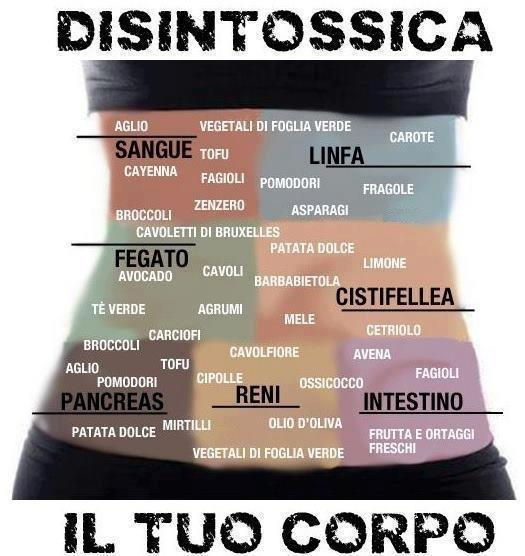 DISINTOSSICA
AGLIO
VEGETALI DI FOGLIA VERDE
CAROTE
SANGUE
TOFU
LINFA
CAYENNA
FAGIOLI
POMODORI
FRAGOLE
ZENZERO
ASPARAGI
BROCCOLI
CAVOLETTI DI BRUXELLES
PATATA DOLCE
FEGATO
LIMONE
AVOCADO
CAVOLI
BARBABIETOLA
CISTIFELLEA
TÈ VERDE
AGRUMI
MELE
CETRIOLO
CARCIOFI
BROCCOLI
CAVOLFIORE
AVENA
AGLIO
TOFU
FAGIOLI
POMODORI
CIPOLLE
OSSICOCCO
PANCREAS
RENI
INTESTINO
PATATA DOLCE
MIRTILLI
OLIO D'OLIVA
FRUTTA E ORTAGGI
FRESCHI
VEGETALI DI FOGLIA VERDE
IL TUO CORPO